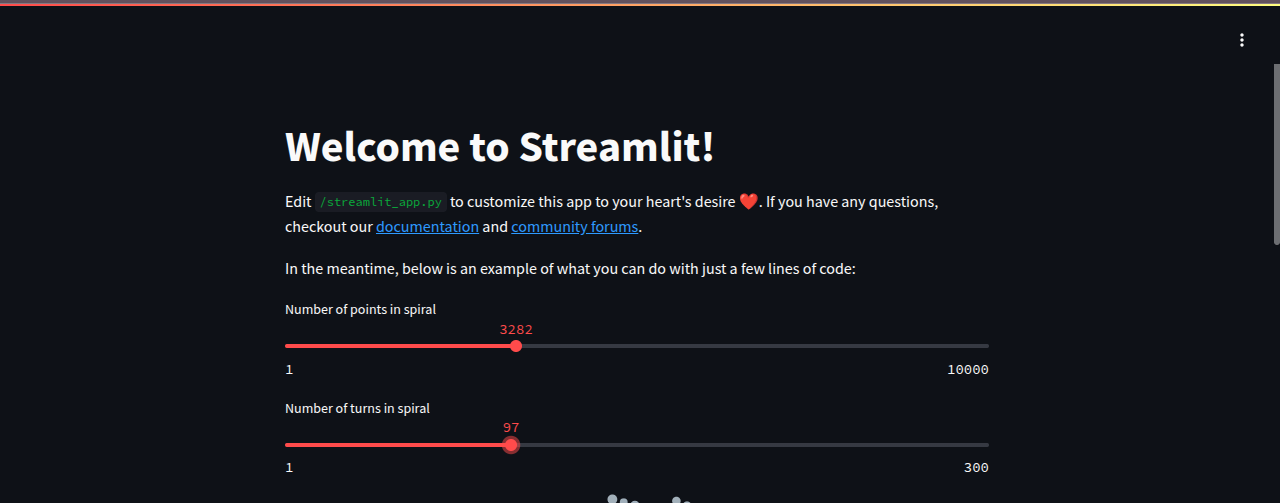 Welcome to Streamlit!
Edit /streamlit_app.py to customize this app to your heart's desire ❤️. If you have any questions,
checkout our documentation and community forums.
In the meantime, below is an example of what you can do with just a few lines of code:
Number of points in spiral
3282
1 10000
Number of turns in spiral
97
1 300